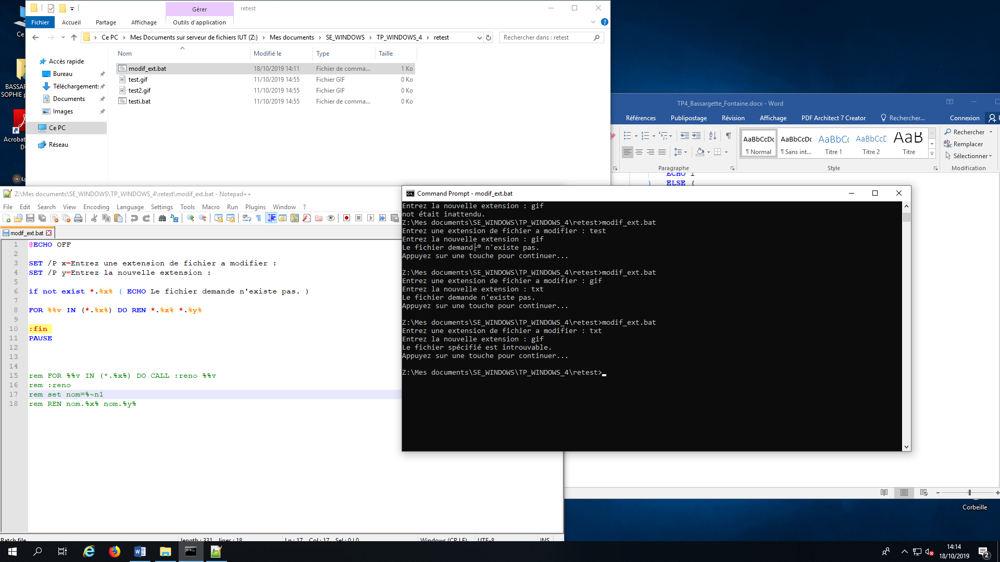 Gérer
retest
Fichier
Accueil
Partage
Affichage
Outils d'application
Ce PC
Mes Documents sur serveur de fichiers IUT (Z:)
Mes documents
SE_WINDOWS
TP_WINDOWS_4
retest
Rechercher dans : retest
Nom
Modifié le
Type
Taille
Accès rapide
Bureau
Téléchargements
Documents
Images
Ce PC
Réseau
modif_ext.bat 18/10/2019 14:11 Fichier de comma... 1 Ko
test.gif 11/10/2019 14:55 Fichier GIF 0 Ko
test2.gif 11/10/2019 14:55 Fichier GIF 0 Ko
testi.bat 11/10/2019 14:55 Fichier de comma... 0 Ko
Ce
BASSAR
SOPHIE p
Acrobat
TP4_Bassargette_Fontaine.docx - Word
Références Publipostage Révision Affichage PDF Architect 7 Creator Rechercher... Connexion
AaBbCcDc AaBbCcDc AaBbCc AaBbCcD AaB
¶ Normal ¶ Sans int... Titre 1 Titre 2 Titre
Rechercher
Remplacer
Sélectionner
Paragraphe Style Modification
ECHO 1
) ELSE (
Z:\Mes documents\SE_WINDOWS\TP_WINDOWS_4\retest\modif_ext.bat - Notepad++
File Edit Search View Encoding Language Settings Tools Macro Run Plugins Window ?
modif_ext.bat
1 @ECHO OFF
2
3 SET /P x=Entrez une extension de fichier a modifier :
4 SET /P y=Entrez la nouvelle extension :
5
6 if not exist *.%x% ( ECHO Le fichier demande n'existe pas. )
7
8 FOR %%v IN (*.%x%) DO REN *.%x% *.%y%
9
10 :fin
11 PAUSE
12
13
14
15 rem FOR %%v IN (*.%x%) DO CALL :reno %%v
16 rem :reno
17 rem set nom=%~n1
18 rem REN nom.%x% nom.%y%
Batch file length : 331 lines : 18 Ln : 17 Col : 17 Sel : 0 | 0 Windows (CR LF) UTF-8 INS
Command Prompt - modif_ext.bat
Entrez la nouvelle extension : gif
not était inattendu.
Z:\Mes documents\SE_WINDOWS\TP_WINDOWS_4\retest>modif_ext.bat
Entrez une extension de fichier a modifier : test
Entrez la nouvelle extension : gif
Le fichier demand├® n'existe pas.
Appuyez sur une touche pour continuer...
Z:\Mes documents\SE_WINDOWS\TP_WINDOWS_4\retest>modif_ext.bat
Entrez une extension de fichier a modifier : gif
Entrez la nouvelle extension : txt
Le fichier demande n'existe pas.
Appuyez sur une touche pour continuer...
Z:\Mes documents\SE_WINDOWS\TP_WINDOWS_4\retest>modif_ext.bat
Entrez une extension de fichier a modifier : txt
Entrez la nouvelle extension : gif
Le fichier spécifié est introuvable.
Appuyez sur une touche pour continuer...
Z:\Mes documents\SE_WINDOWS\TP_WINDOWS_4\retest>
Corbeille
14:14
18/10/2019
2